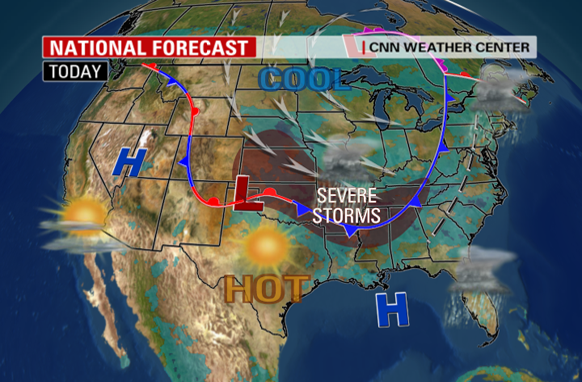 NATIONAL FORECAST
CNN WEATHER CENTER
TODAY
COOL
H
L
SEVERE
STORMS
HOT
H